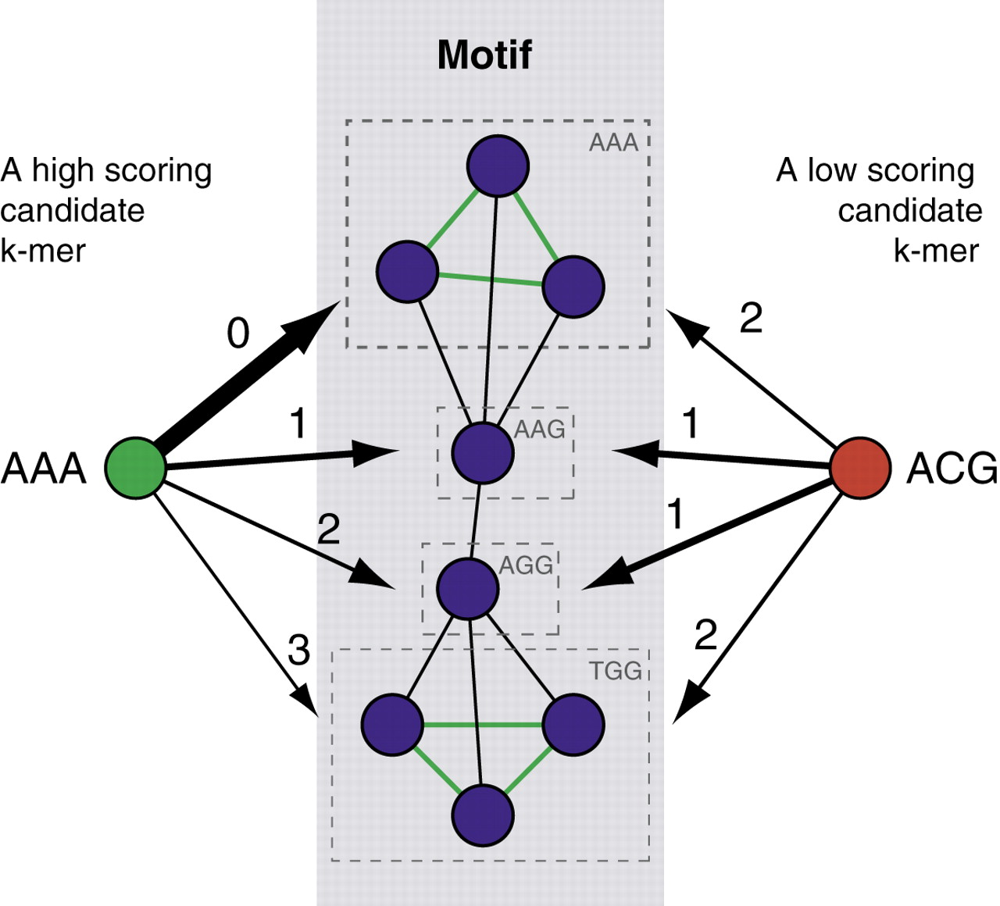 Motif
AAA
A high scoring
candidate
k-mer
A low scoring
candidate
k-mer
0
2
1
AAG
1
AAA
ACG
2
AGG
1
3
TGG
2